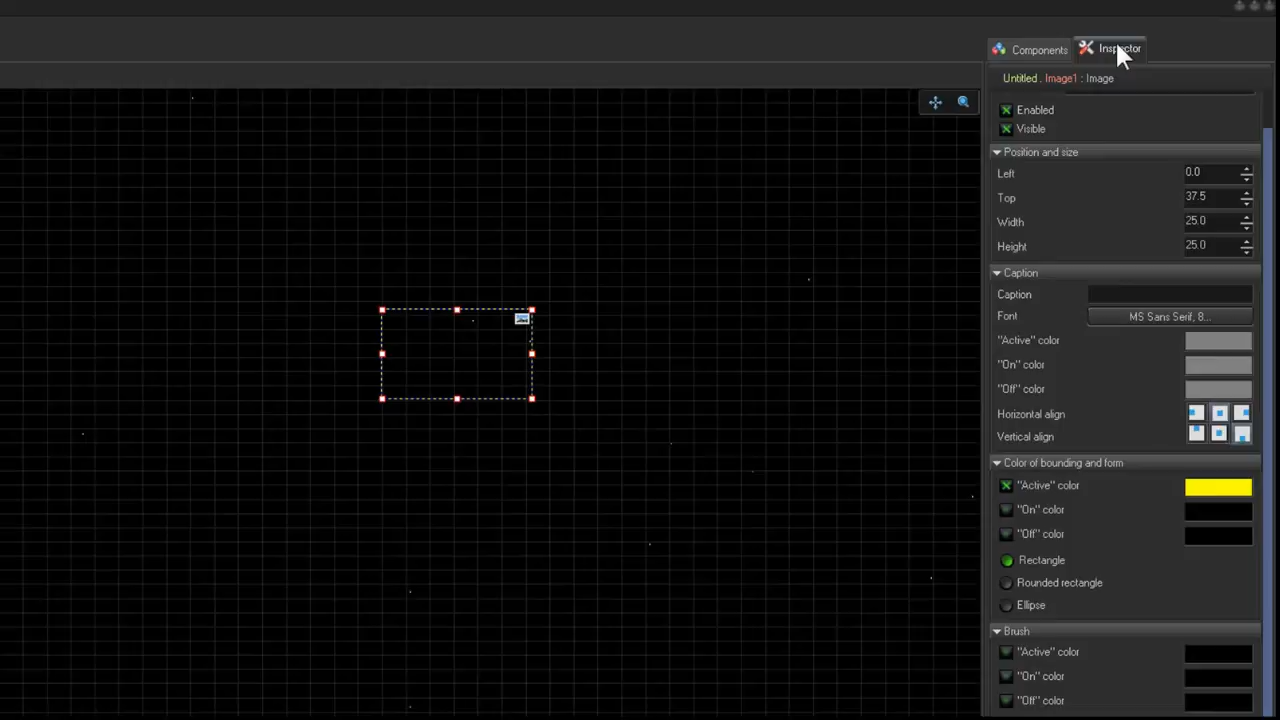 Components Inspector
Untitled . Image1 : Image
Enabled
Visible
Position and size
Left 0.0
Top 37.5
Width 25.0
Height 25.0
Caption
Caption
Font MS Sans Serif, 8...
"Active" color
"On" color
"Off" color
Horizontal align
Vertical align
Color of bounding and form
"Active" color
"On" color
"Off" color
Rectangle
Rounded rectangle
Ellipse
Brush
"Active" color
"On" color
"Off" color